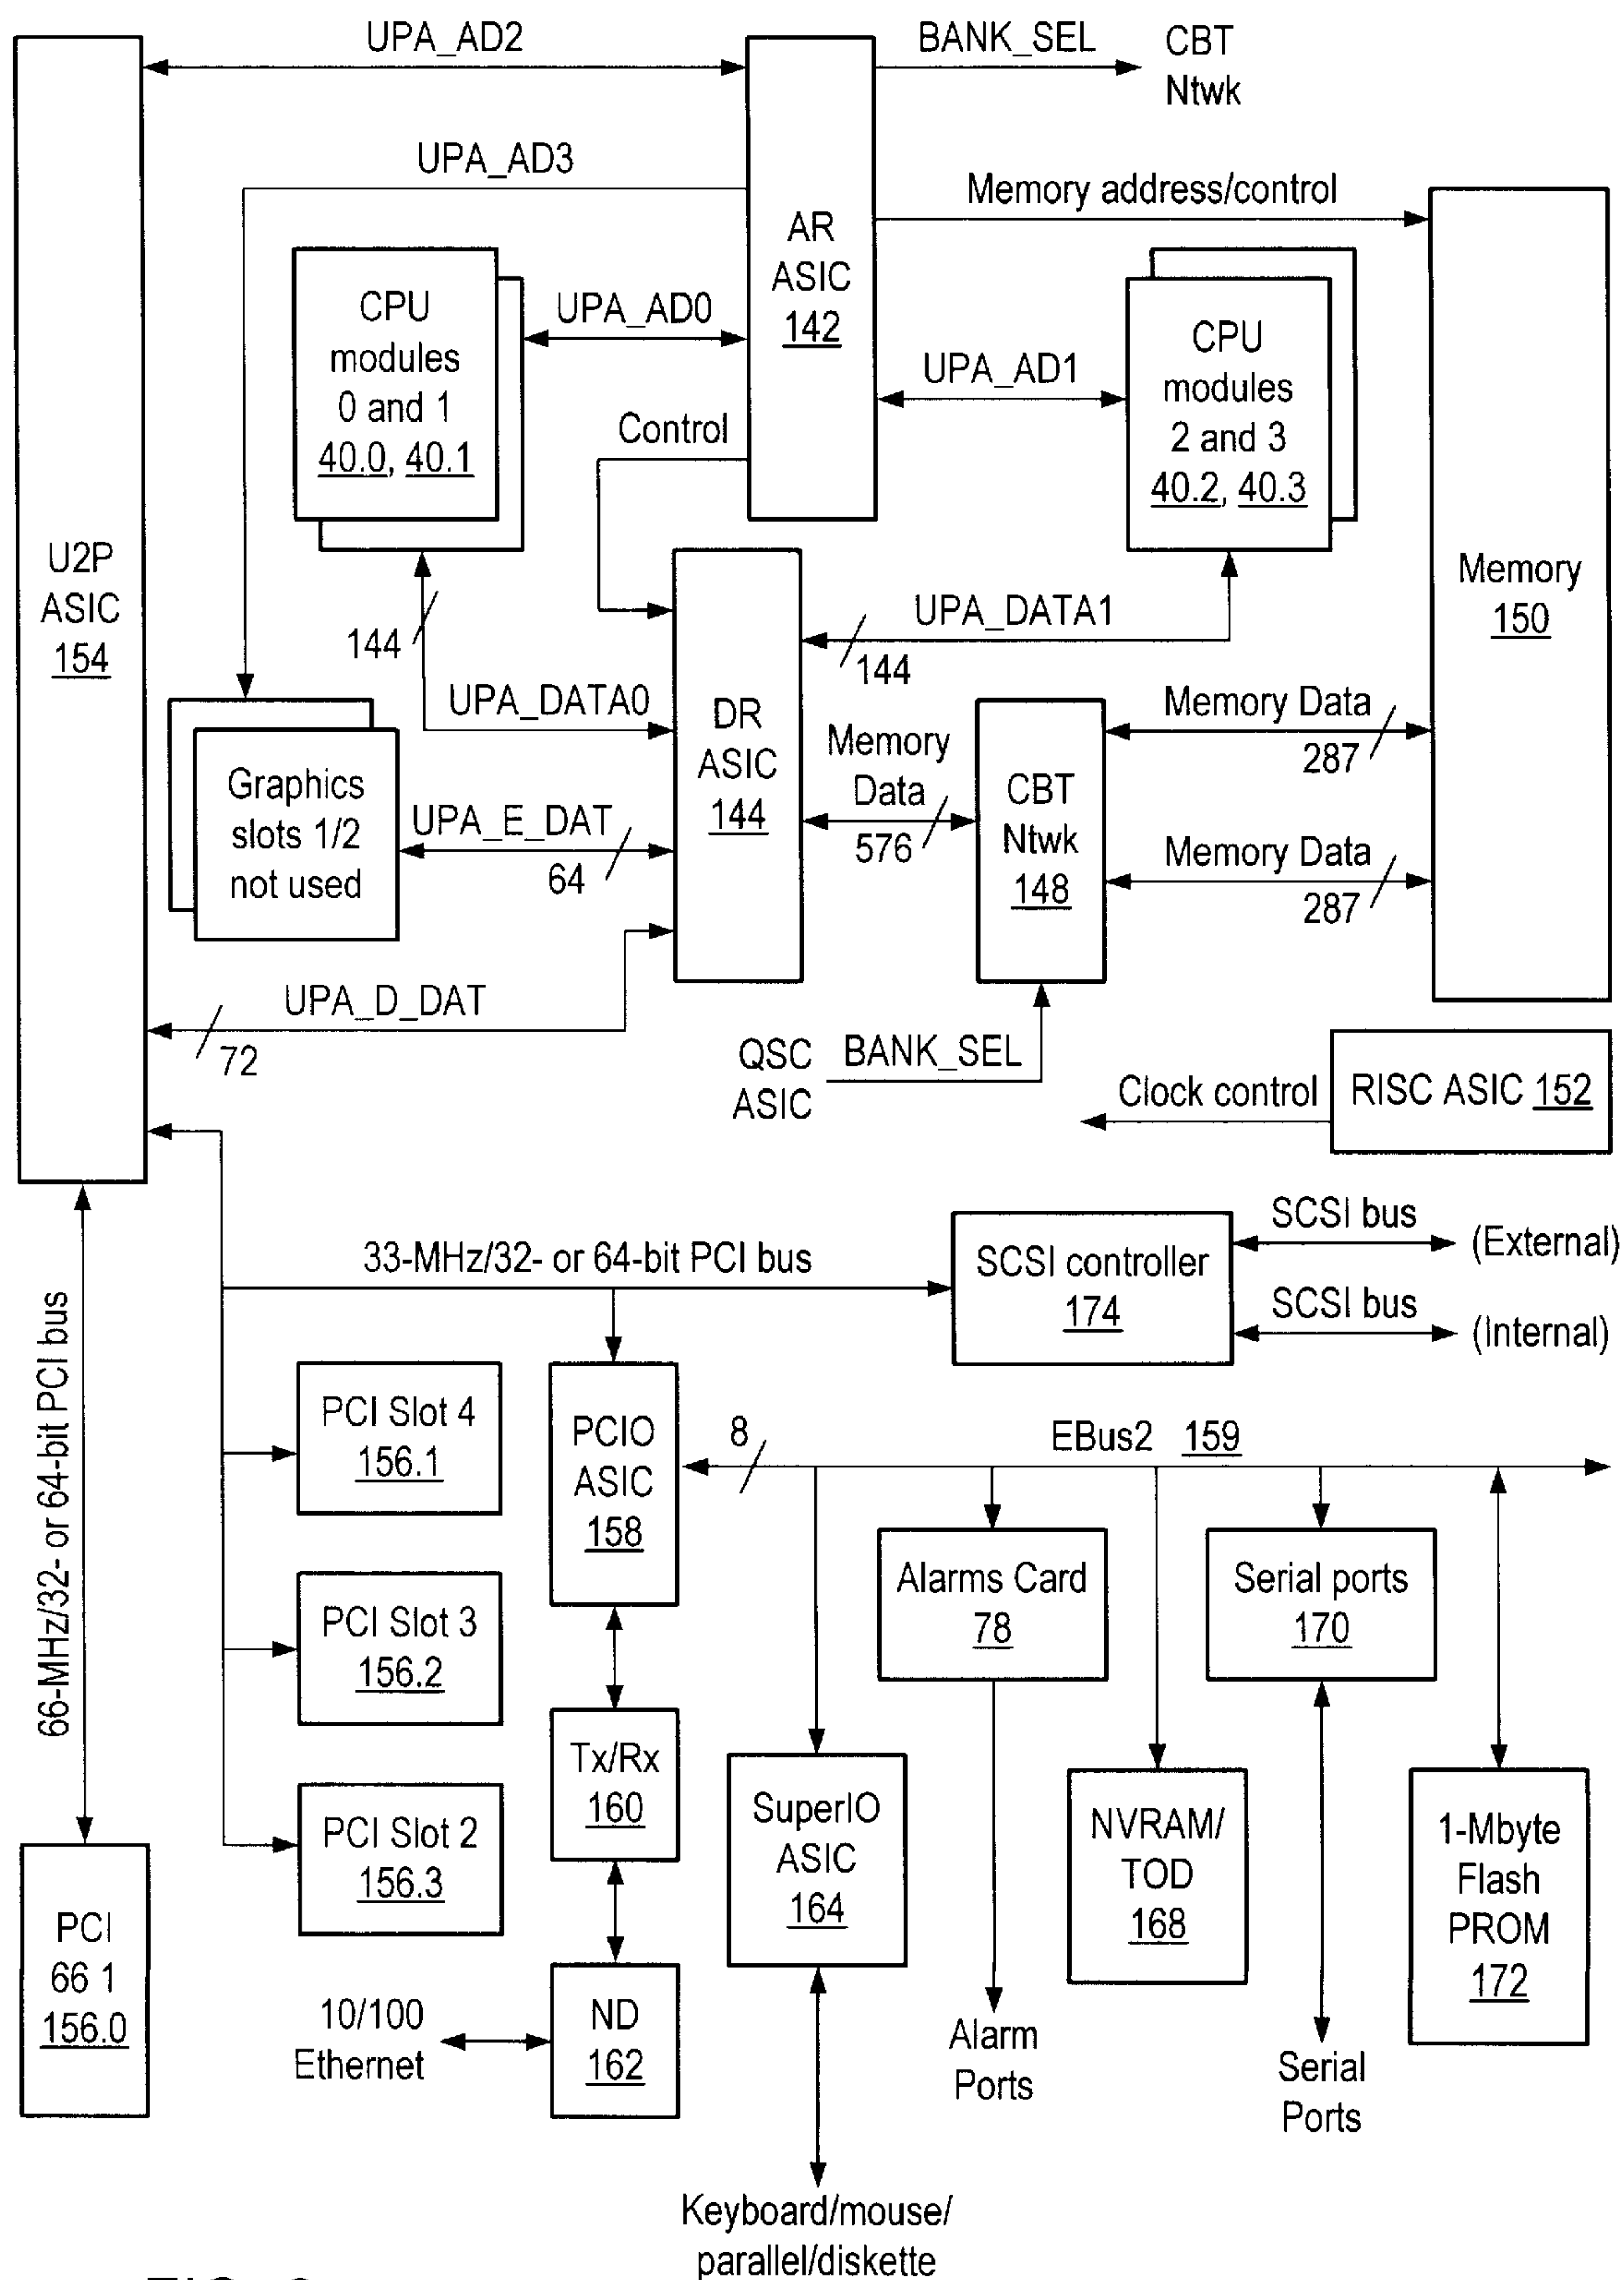 UPA_AD2
BANK_SEL
CBT
Ntwk
UPA_AD3
Memory address/control
AR
ASIC
142
CPU
modules
0 and 1
40.0, 40.1
UPA_AD0
UPA_AD1
CPU
modules
2 and 3
40.2, 40.3
Control
U2P
ASIC
154
Memory
150
144
UPA_DATA1
144
UPA_DATA0
DR
ASIC
144
Memory
Data
576
CBT
Ntwk
148
Memory Data
287
Memory Data
287
Graphics
slots 1/2
not used
UPA_E_DAT
64
UPA_D_DAT
72
QSC
ASIC
BANK_SEL
Clock control
RISC ASIC 152
33-MHz/32- or 64-bit PCI bus
SCSI controller
174
SCSI bus
(External)
SCSI bus
(Internal)
66-MHz/32- or 64-bit PCI bus
PCI Slot 4
156.1
PCIO
ASIC
158
8
EBus2 159
PCI Slot 3
156.2
Alarms Card
78
Serial ports
170
Tx/Rx
160
SuperIO
ASIC
164
NVRAM/
TOD
168
1-Mbyte
Flash
PROM
172
PCI Slot 2
156.3
PCI
66 1
156.0
10/100
Ethernet
ND
162
Alarm
Ports
Serial
Ports
Keyboard/mouse/
parallel/diskette